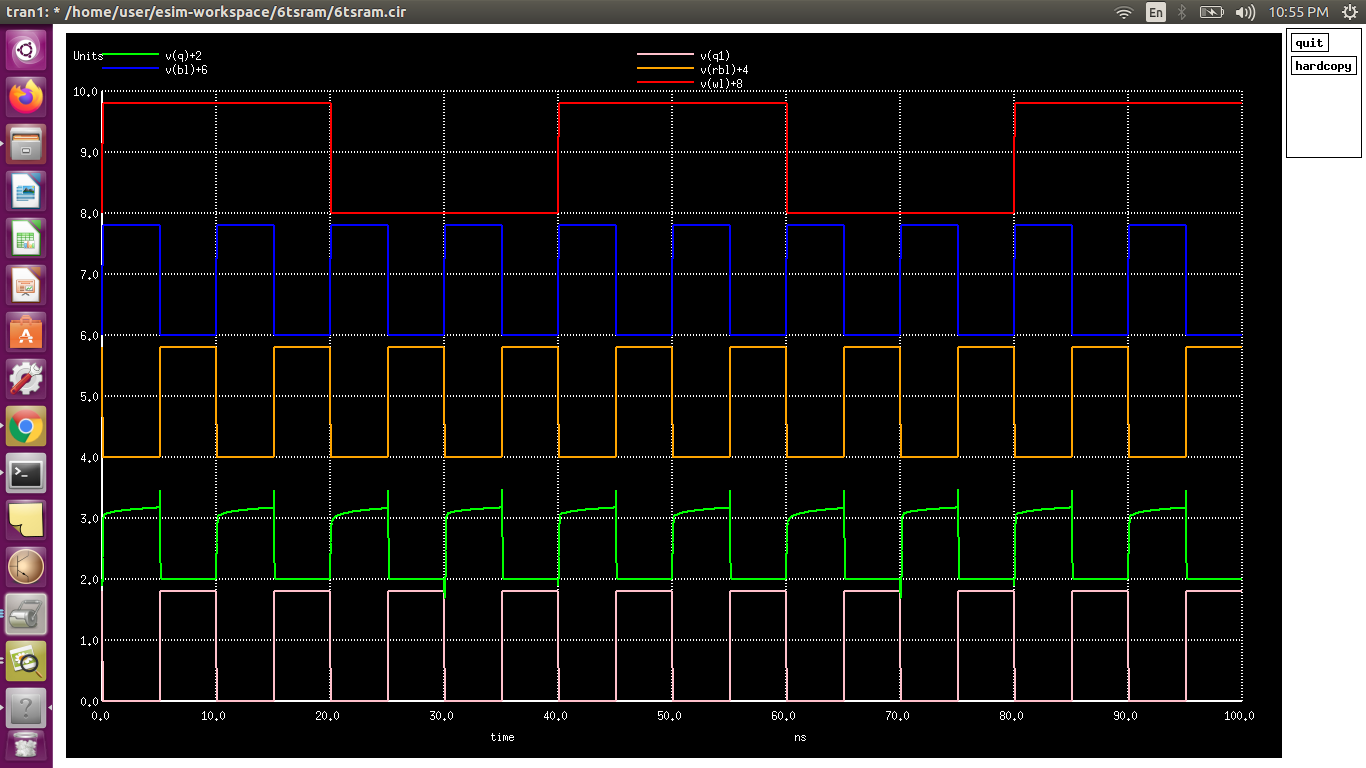 tran1: * /home/user/esim-workspace/6tsram/6tsram.cir
En
10:55 PM
quit
hardcopy
Units
v(q)+2
v(q1)
v(bl)+6
v(rbl)+4
v(wl)+8
10.0
9.0
8.0
7.0
6.0
5.0
4.0
3.0
2.0
1.0
0.0
0.0 10.0 20.0 30.0 40.0 50.0 60.0 70.0 80.0 90.0 100.0
time ns